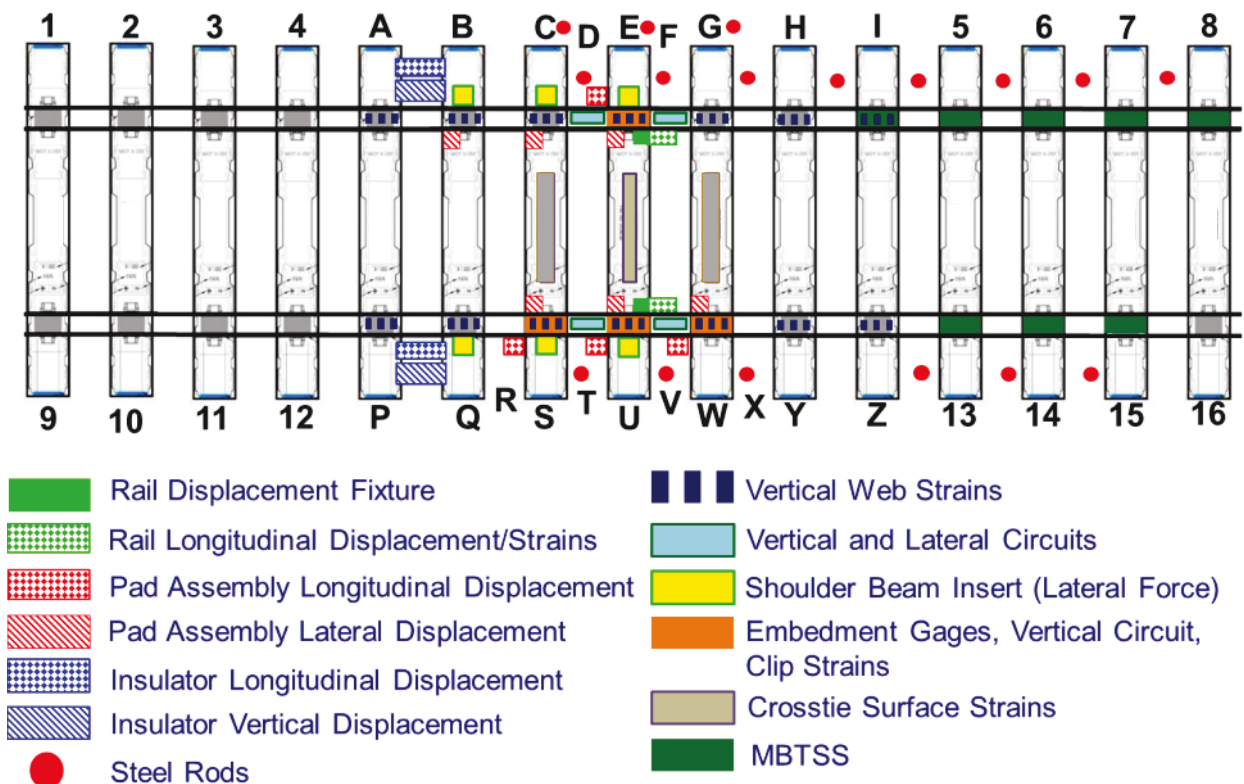 1 2 3 4 A B C D E F G H I 5 6 7 8
9 10 11 12 P Q R S T U V W X Y Z 13 14 15 16
Rail Displacement Fixture
Rail Longitudinal Displacement/Strains
Pad Assembly Longitudinal Displacement
Pad Assembly Lateral Displacement
Insulator Longitudinal Displacement
Insulator Vertical Displacement
Steel Rods
Vertical Web Strains
Vertical and Lateral Circuits
Shoulder Beam Insert (Lateral Force)
Embedment Gages, Vertical Circuit,
Clip Strains
Crosstie Surface Strains
MBTSS